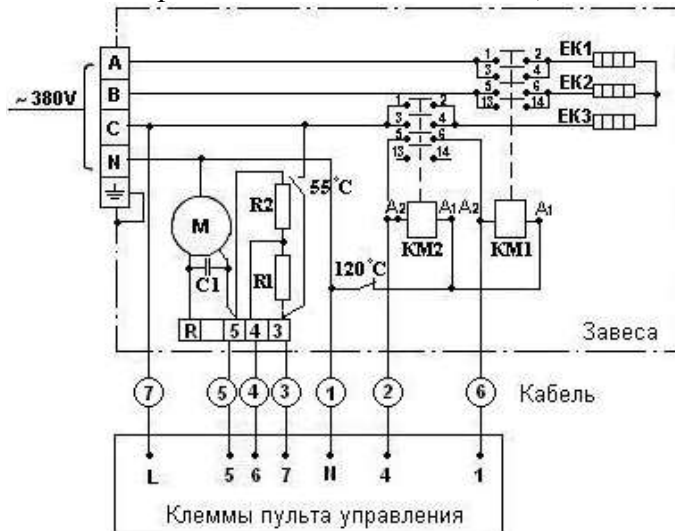 A
B
C
N
~ 380V
1 2
3 4
5 6
13 14
EK1
EK2
EK3
1 2
3 4
5 6
13 14
55°C
R2
R1
M
C1
120°C
A2 A1
KM2
A2 A1
KM1
R 5 4 3
Завеса
7 5 4 3 1 2 6
Кабель
L 5 6 7 N 4 1
Клеммы пульта управления